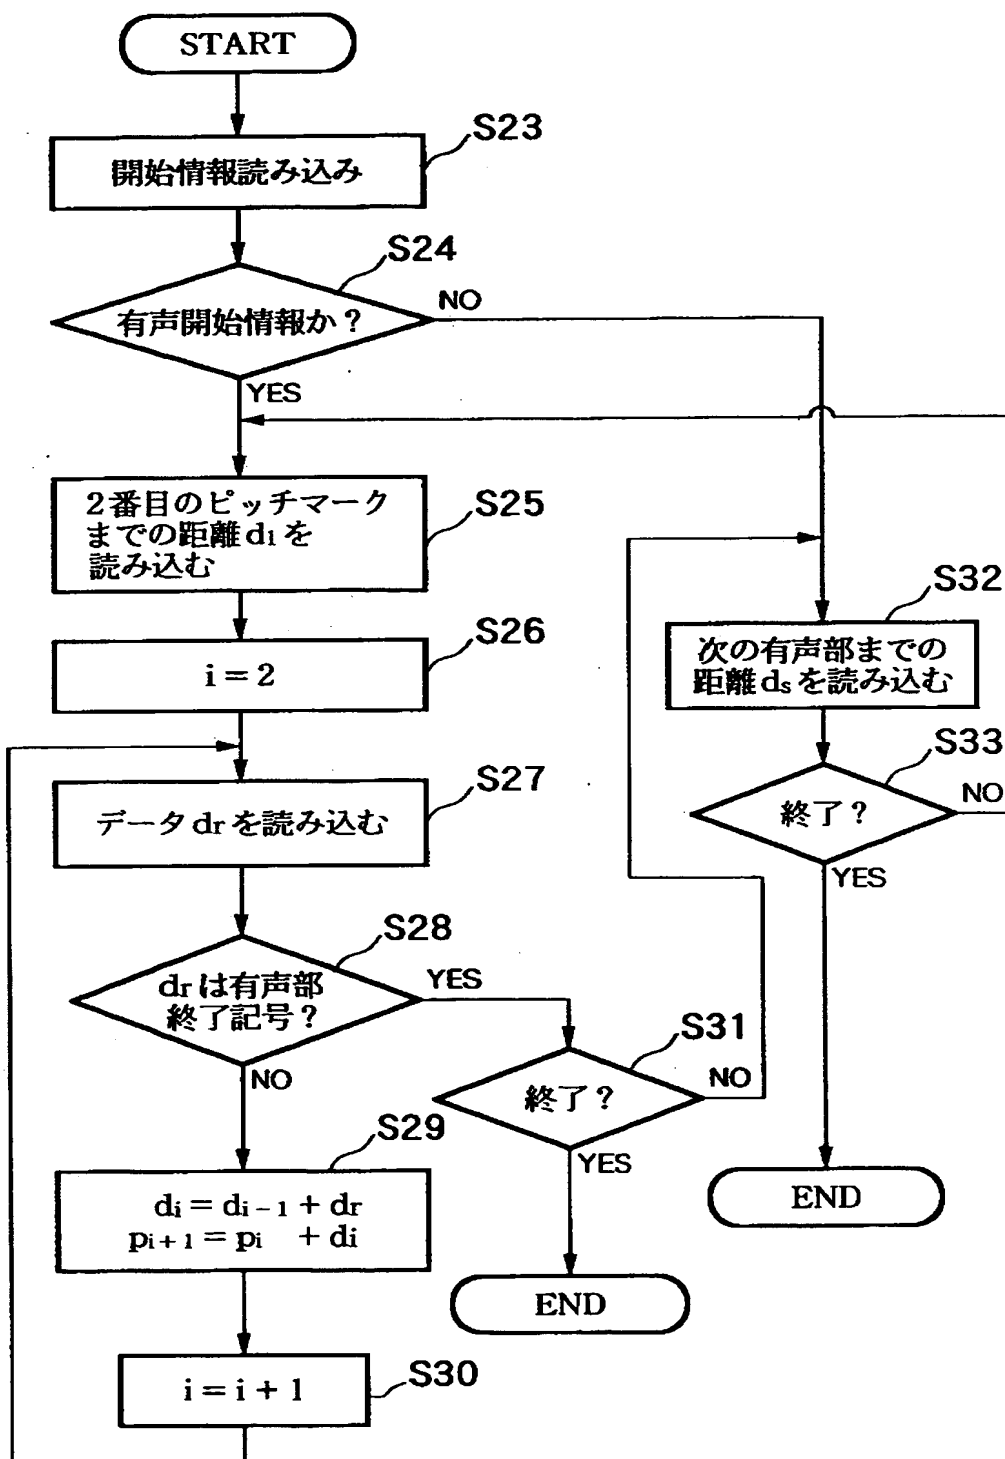 START
S23
開始情報読み込み
S24
有声開始情報か？
NO
YES
S25
2番目のピッチマーク
までの距離d1を
読み込む
S26
i = 2
S27
データdrを読み込む
S28
drは有声部
終了記号？
YES
NO
S29
di = di-1 + dr
pi+1 = pi + di
S30
i = i + 1
S31
終了？
NO
YES
END
S32
次の有声部までの
距離dsを読み込む
S33
終了？
NO
YES
END